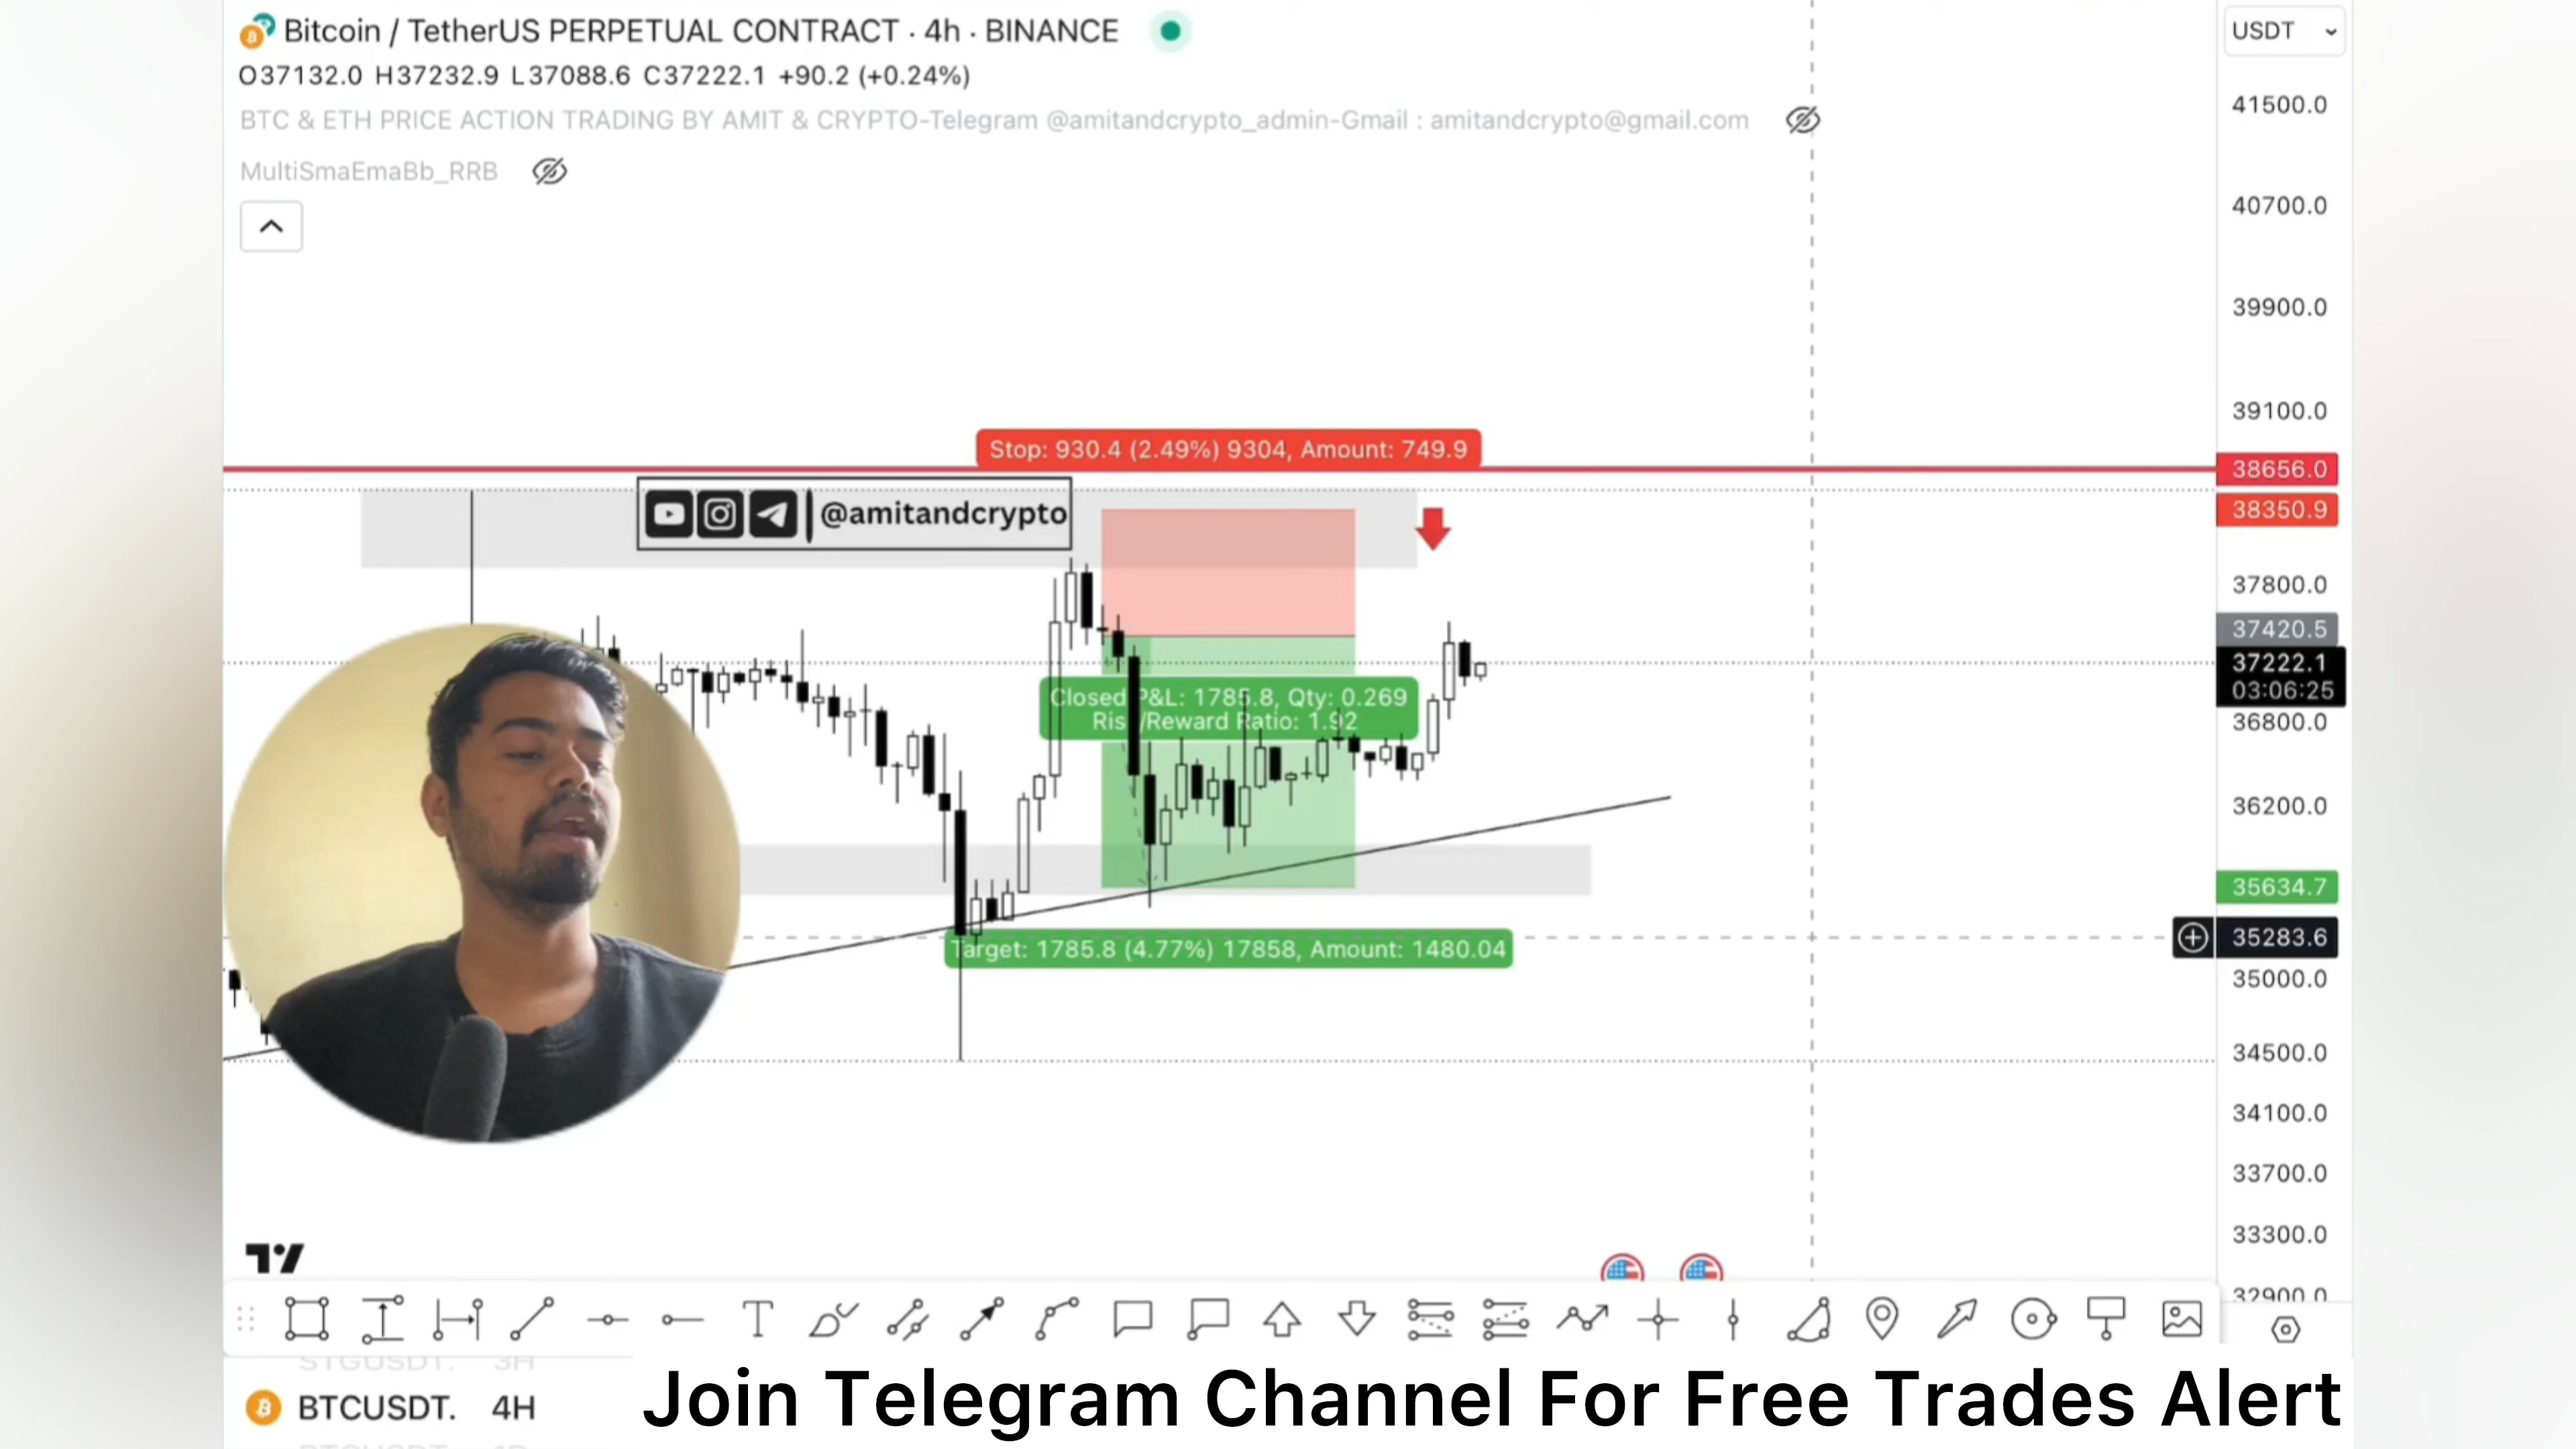 Bitcoin / TetherUS PERPETUAL CONTRACT · 4h · BINANCE
USDT
O37132.0 H37232.9 L37088.6 C37222.1 +90.2 (+0.24%)
BTC & ETH PRICE ACTION TRADING BY AMIT & CRYPTO-Telegram @amitandcrypto_admin-Gmail : amitandcrypto@gmail.com
MultiSmaEmaBb_RRB
41500.0
40700.0
39900.0
39100.0
Stop: 930.4 (2.49%) 9304, Amount: 749.9
38656.0
@amitandcrypto
38350.9
37800.0
37420.5
37222.1
03:06:25
Closed P&L: 1785.8, Qty: 0.269
Risk/Reward Ratio: 1.92
36800.0
36200.0
35634.7
35283.6
Target: 1785.8 (4.77%) 17858, Amount: 1480.04
35000.0
34500.0
34100.0
33700.0
33300.0
32900.0
STGUSDT. 3H
BTCUSDT. 4H
Join Telegram Channel For Free Trades Alert